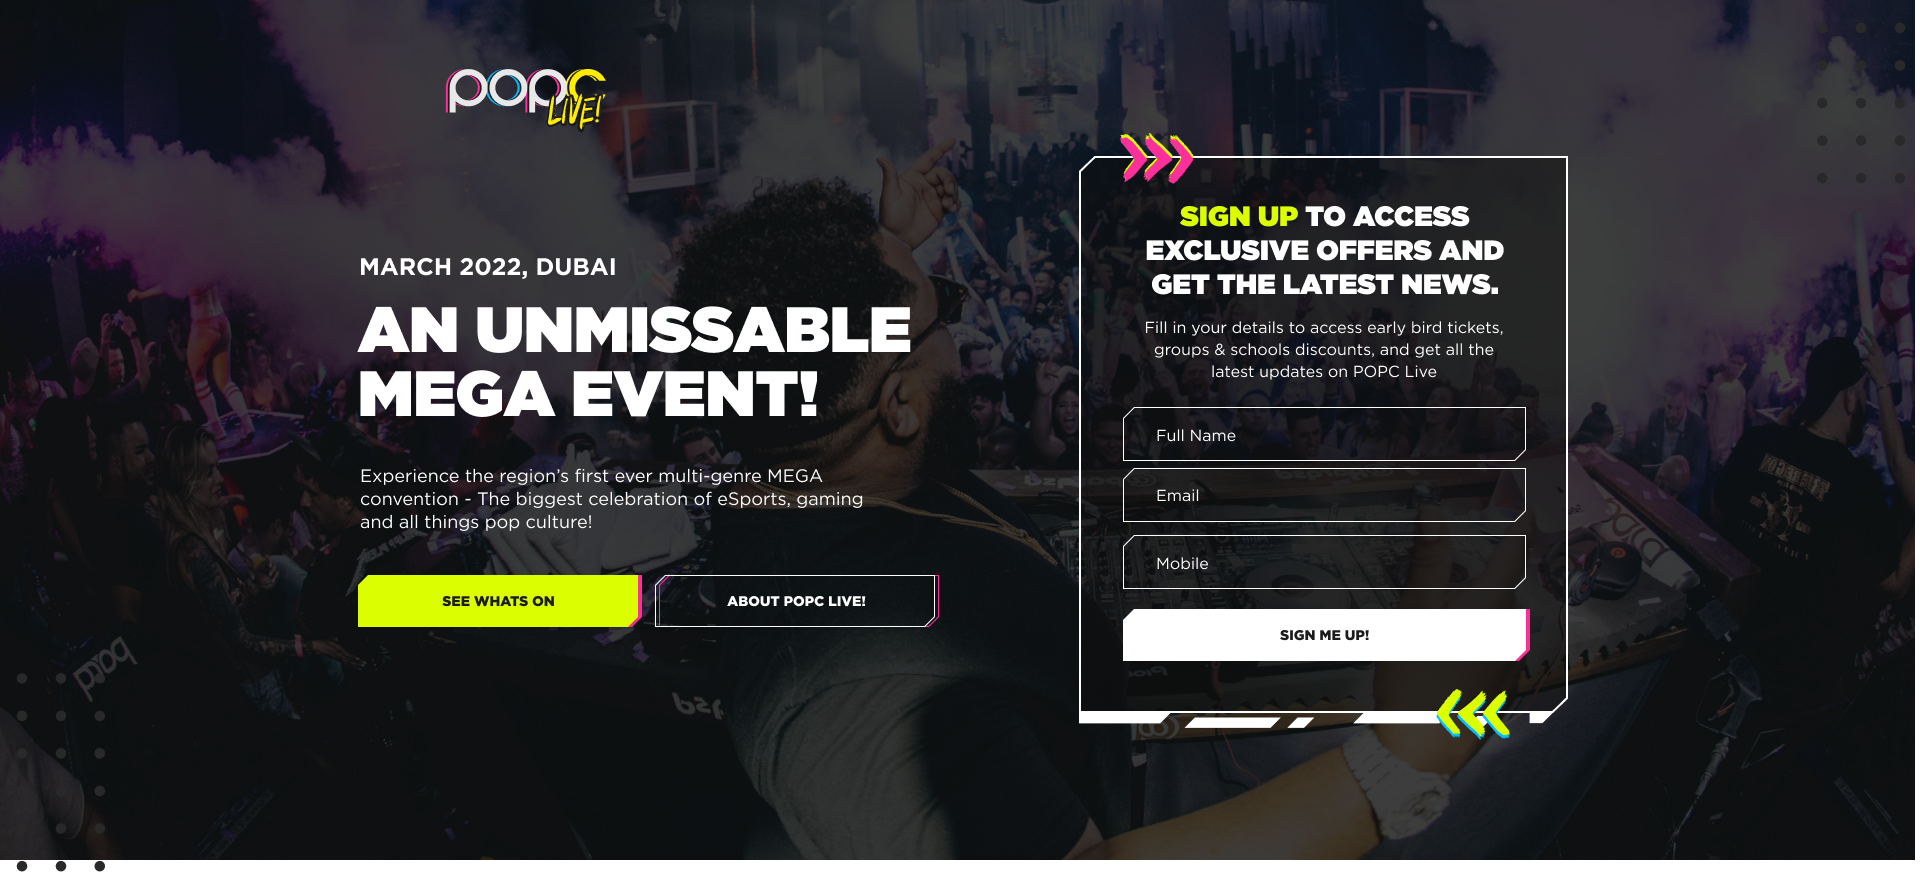 popc
LIVE!
MARCH 2022, DUBAI
AN UNMISSABLE
MEGA EVENT!
Experience the region’s first ever multi-genre MEGA
convention - The biggest celebration of eSports, gaming
and all things pop culture!
SEE WHATS ON
ABOUT POPC LIVE!
SIGN UP TO ACCESS
EXCLUSIVE OFFERS AND
GET THE LATEST NEWS.
Fill in your details to access early bird tickets,
groups & schools discounts, and get all the
latest updates on POPC Live
Full Name
Email
Mobile
SIGN ME UP!